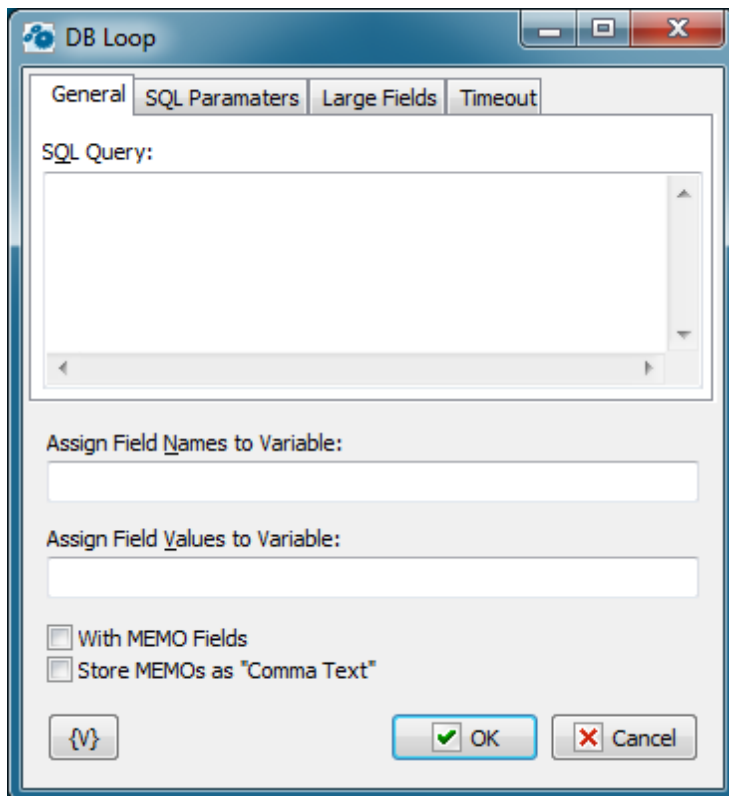 DB Loop
General SQL Paramaters Large Fields Timeout
SQL Query:
Assign Field Names to Variable:
Assign Field Values to Variable:
With MEMO Fields
Store MEMOs as "Comma Text"
{V} OK Cancel